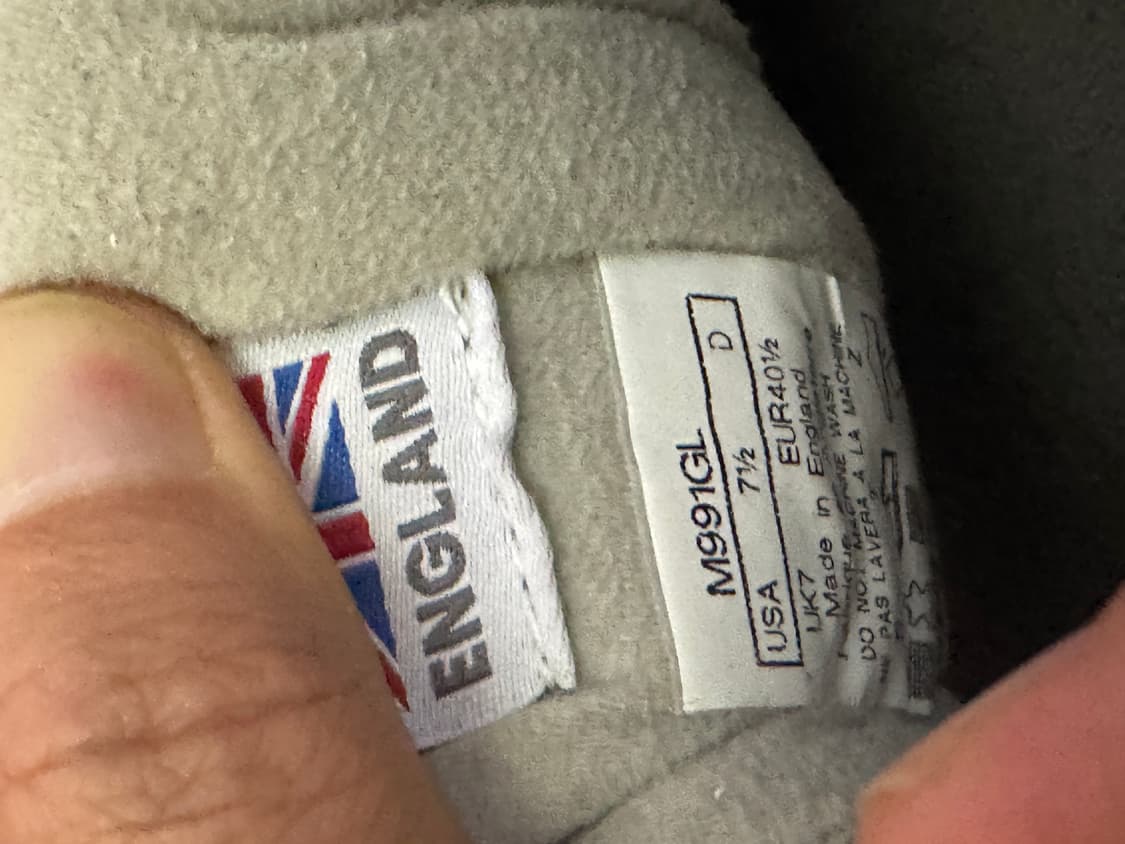 ENGLAND
M991GL
USA 7½ D
UK7 EUR40½
Made in England
DO NOT MACHINE WASH
PAS LAVER A LA MACHINE